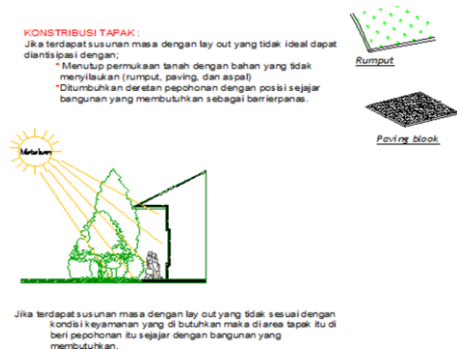 KONSTRIBUSI TAPAK :
Jika terdapat susunan masa dengan lay out yang tidak ideal dapat
diantisipasi dengan;
* Menutup permukaan tanah dengan bahan yang tidak
menyilaukan (rumput, paving, dan aspal)
*Ditumbuhkan deretan pepohonan dengan posisi sejajar
bangunan yang membutuhkan sebagai barrierpanas.
Rumput
Paving blook
Matahari
Jika terdapat susunan masa dengan lay out yang tidak sesuai dengan
kondisi keyamanan yang di butuhkan maka di area tapak itu di
beri pepohonan itu sejajar dengan bangunan yang
membutuhkan.